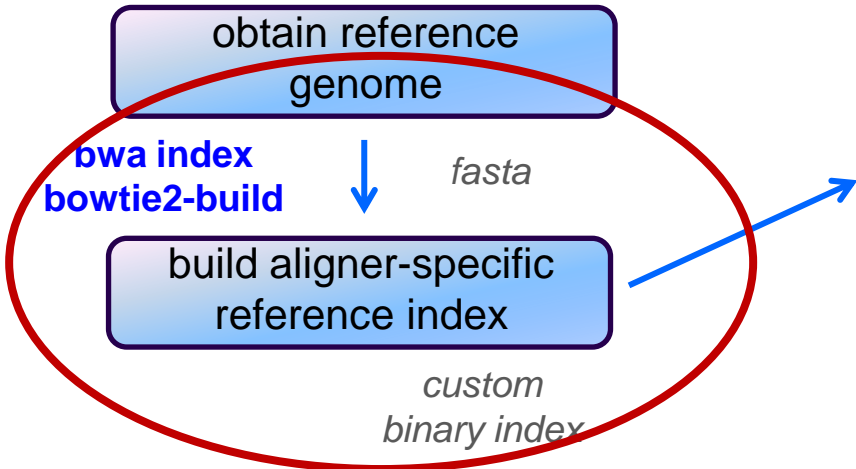 obtain reference
genome
bwa index
bowtie2-build
fasta
build aligner-specific
reference index
custom
binary index